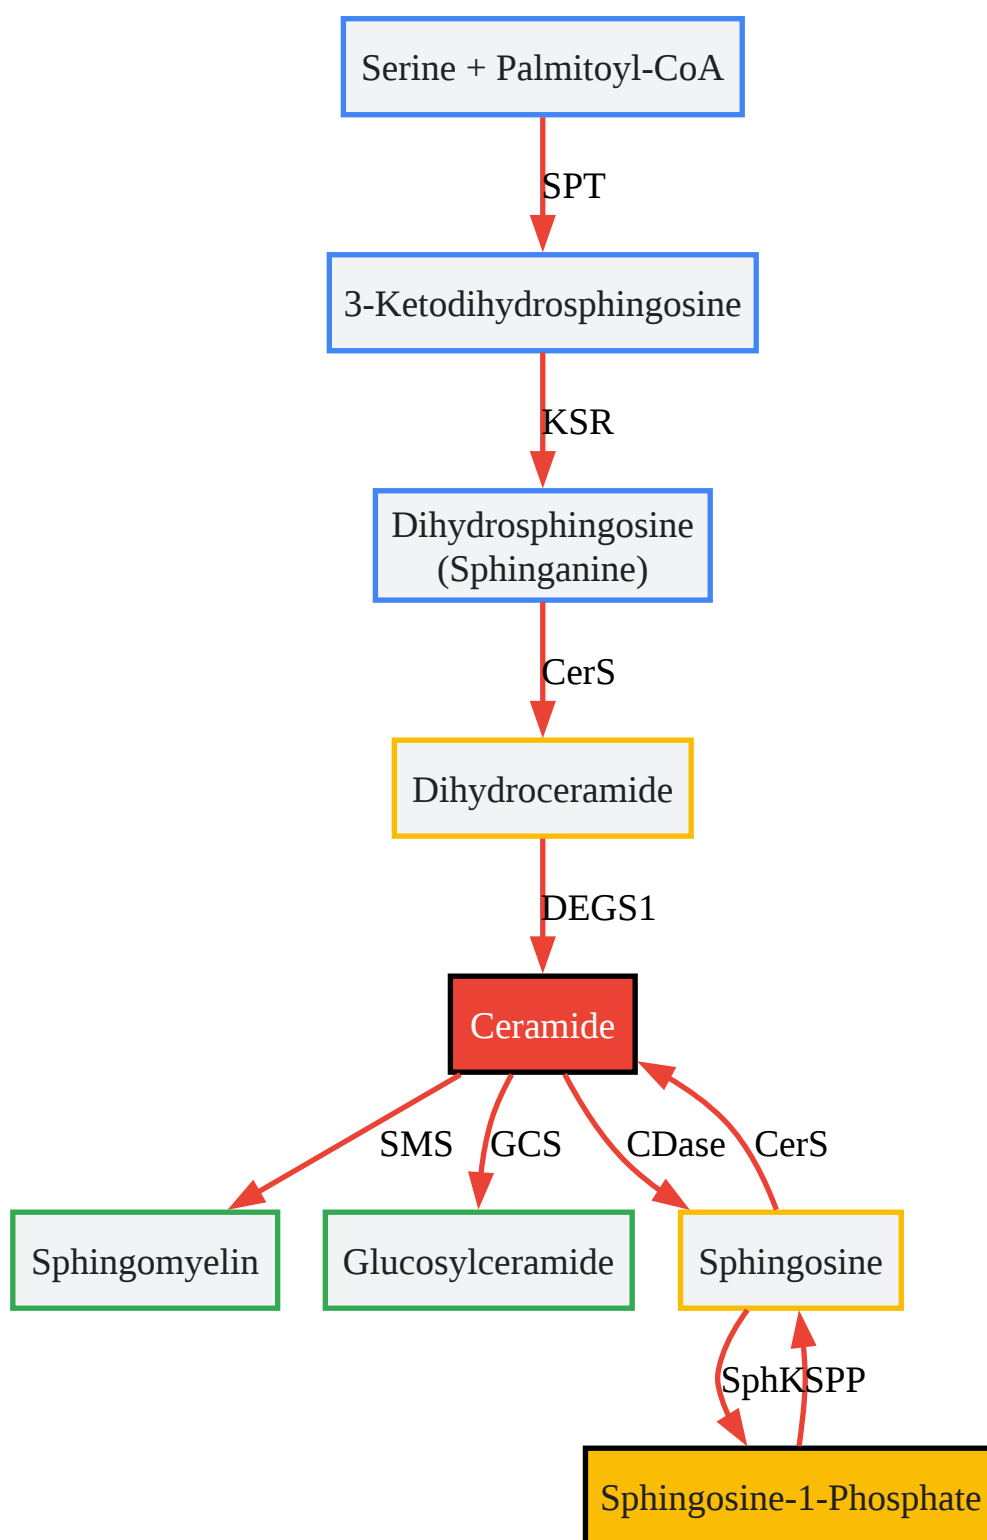 Serine + Palmitoyl-CoA
SPT
3-Ketodihydrosphingosine
KSR
Dihydrosphingosine
(Sphinganine)
CerS
Dihydroceramide
DEGS1
Ceramide
SMS
GCS
CDase
CerS
Sphingomyelin
Glucosylceramide
Sphingosine
SphK
SPP
Sphingosine-1-Phosphate